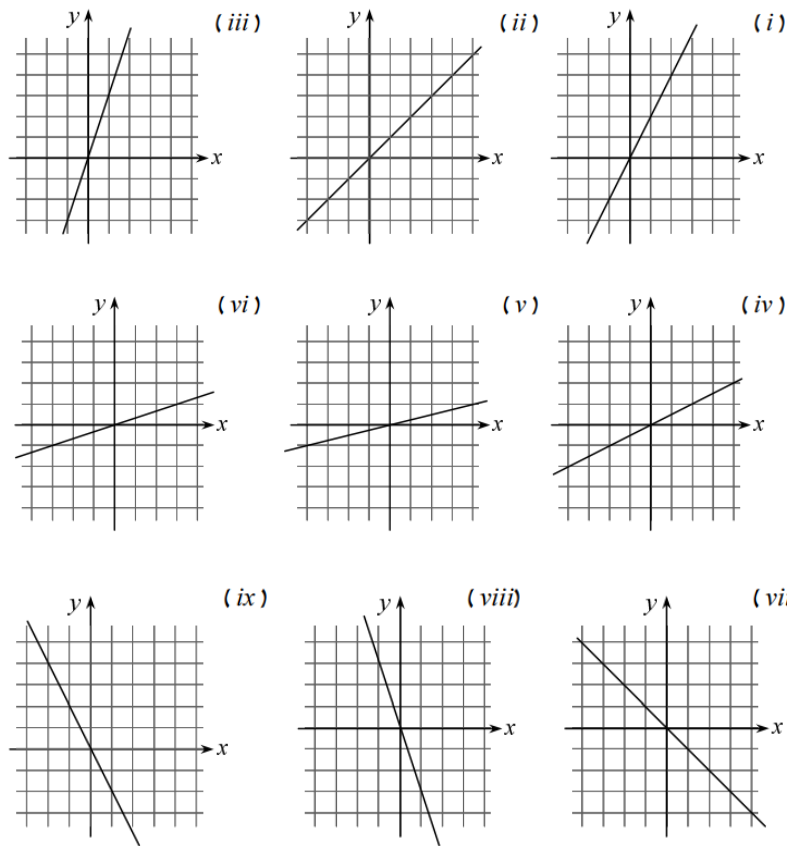 y (iii) y (ii) y (i)
x x x
y (vi) y (v) y (iv)
x x x
y (ix) y (viii) y
x x x